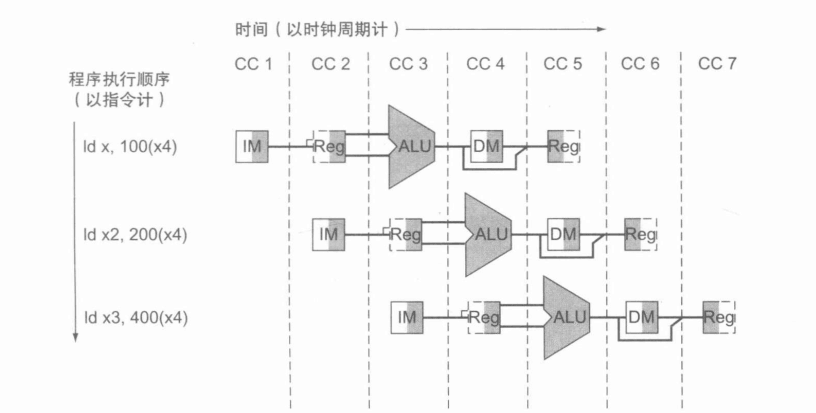 时间（以时钟周期计）
CC 1 CC 2 CC 3 CC 4 CC 5 CC 6 CC 7
程序执行顺序
（以指令计）
ld x, 100(x4) IM Reg ALU DM Reg
ld x2, 200(x4) IM Reg ALU DM Reg
ld x3, 400(x4) IM Reg ALU DM Reg